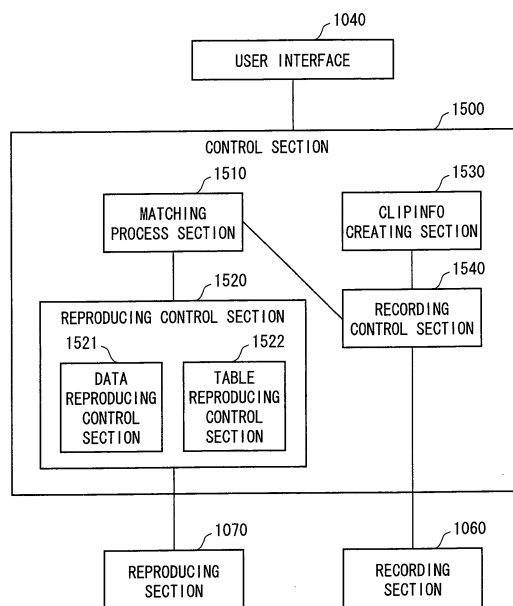 1040
USER INTERFACE
1500
CONTROL SECTION
1510
MATCHING
PROCESS SECTION
1530
CLIPINFO
CREATING SECTION
1520
REPRODUCING CONTROL SECTION
1521
DATA
REPRODUCING
CONTROL
SECTION
1522
TABLE
REPRODUCING
CONTROL
SECTION
1540
RECORDING
CONTROL SECTION
1070
REPRODUCING
SECTION
1060
RECORDING
SECTION